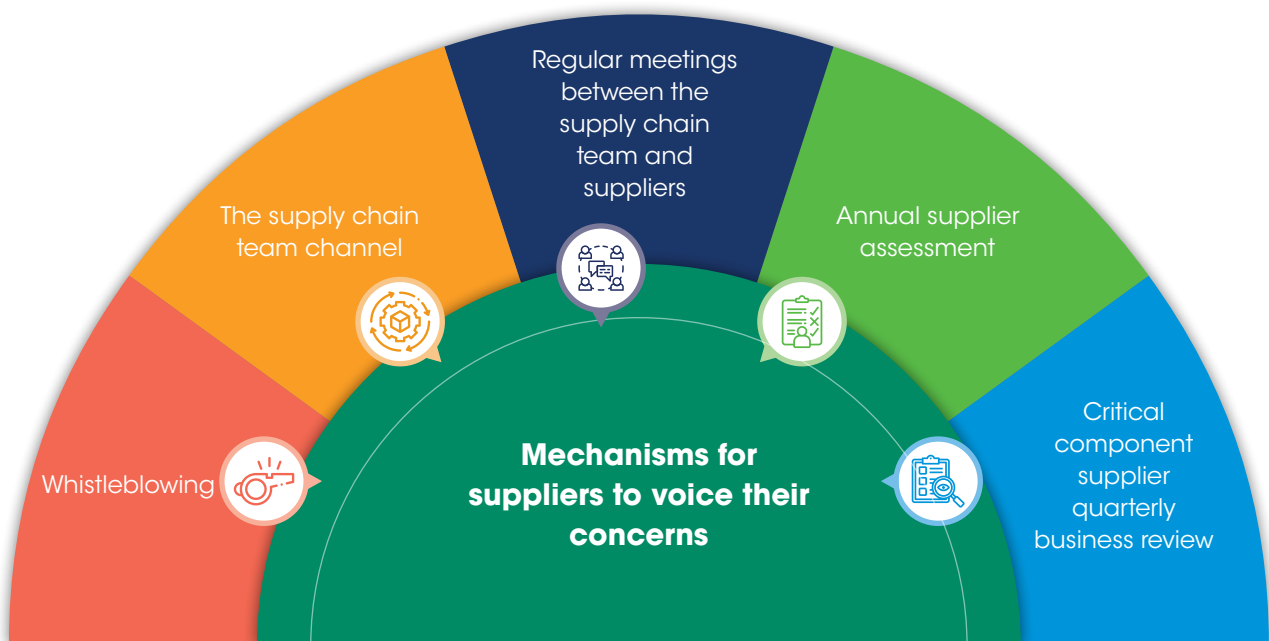 Regular meetings
between the
supply chain
team and
suppliers
The supply chain
team channel
Annual supplier
assessment
Whistleblowing
Critical
component
supplier
quarterly
business review
Mechanisms for
suppliers to voice their
concerns